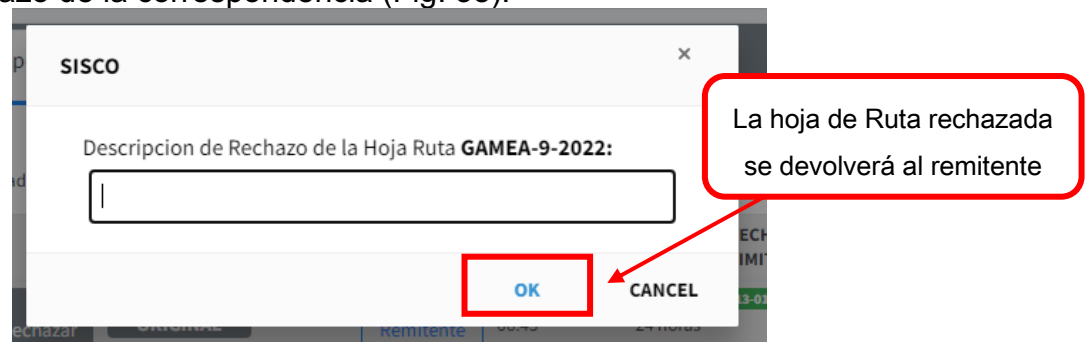 SISCO
×
La hoja de Ruta rechazada
se devolverá al remitente
Descripcion de Rechazo de la Hoja Ruta GAMEA-9-2022:
OK
CANCEL
ORIGINAL
Remitente
24 horas